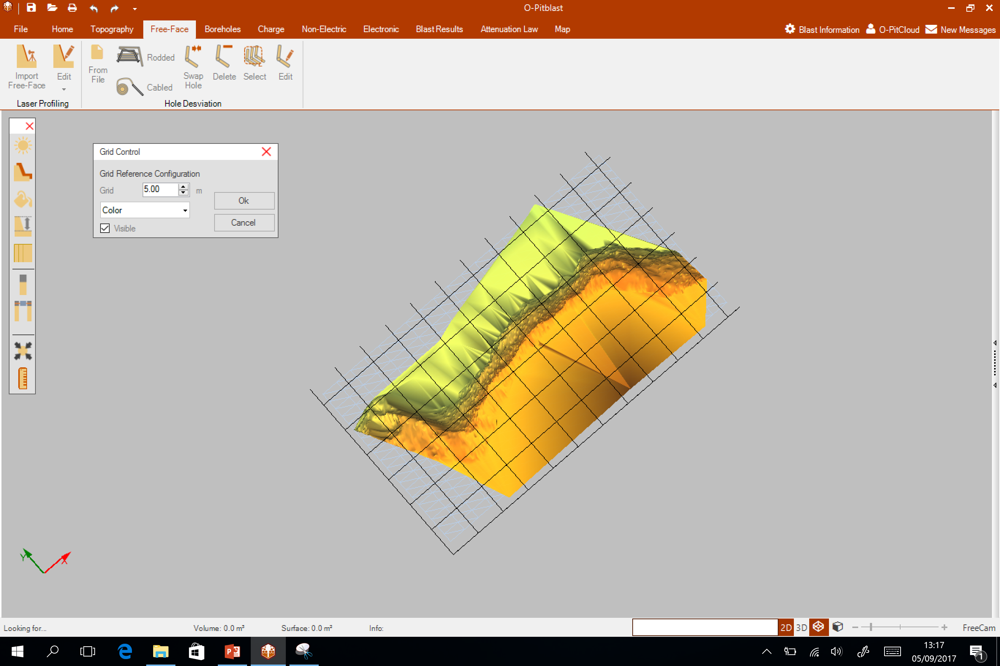 O-Pitblast
File Home Topography Free-Face Boreholes Charge Non-Electric Electronic Blast Results Attenuation Law Map Blast Information O-PitCloud New Messages
Import Free-Face
Edit
From File
Rodded
Cabled
Swap Hole
Delete
Select
Edit
Laser Profiling
Hole Desviation
Grid Control
Grid Reference Configuration
Grid 5.00 m
Ok
Color
Cancel
Visible
Y
X
Looking for... Volume: 0.0 m³ Surface: 0.0 m² Info: 2D 3D FreeCam
13:17
05/09/2017
1